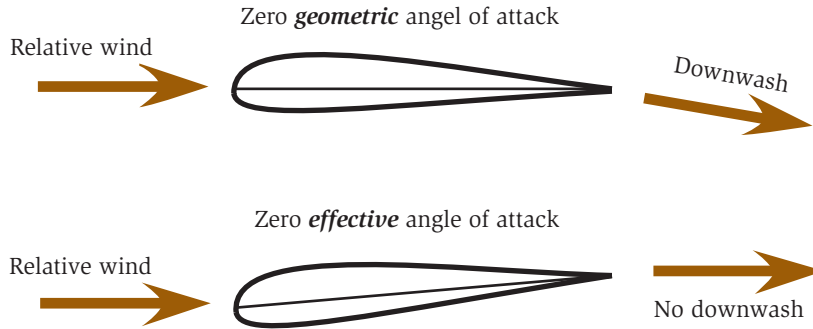 Zero geometric angel of attack
Relative wind
Downwash
Zero effective angle of attack
Relative wind
No downwash